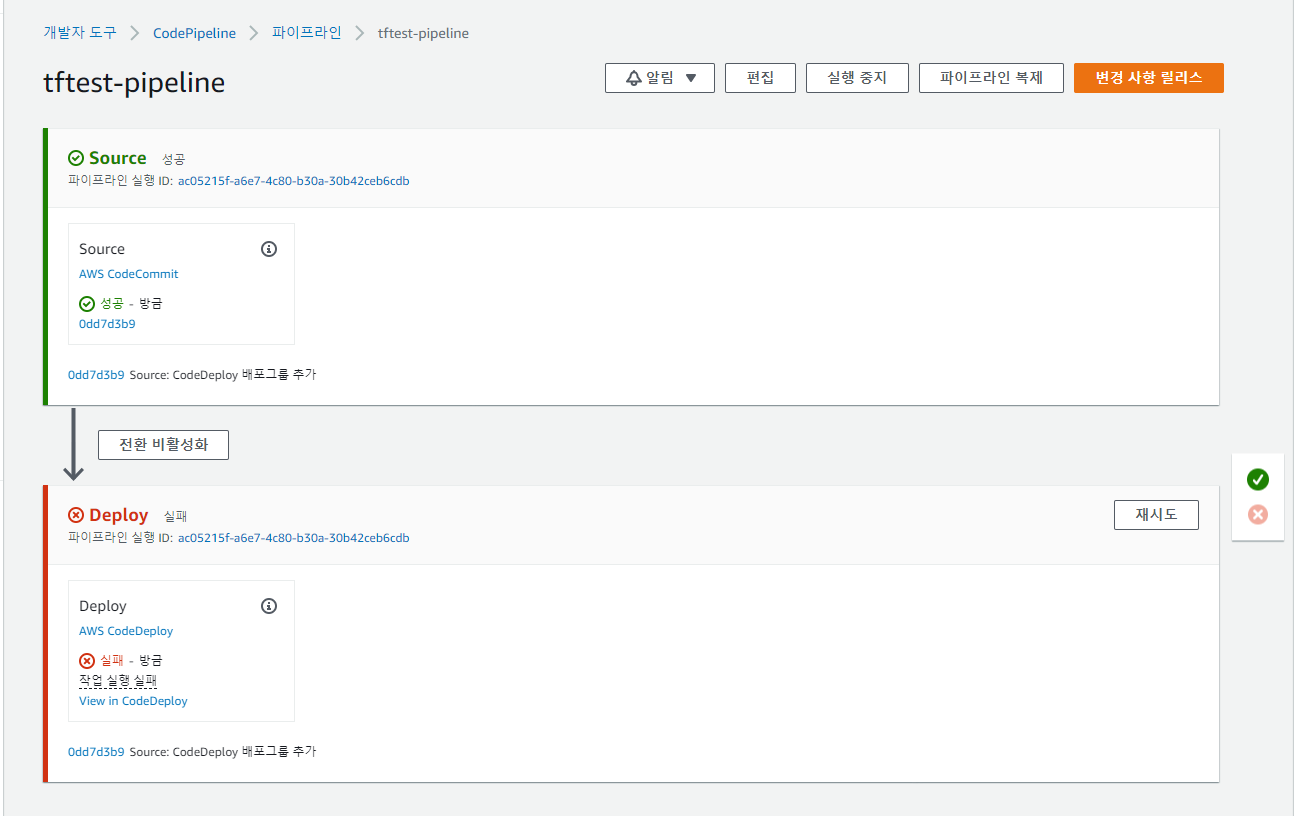 개발자 도구 > CodePipeline > 파이프라인 > tftest-pipeline
tftest-pipeline
알림 ▼ 편집 실행 중지 파이프라인 복제 변경 사항 릴리스
Source 성공
파이프라인 실행 ID: ac05215f-a6e7-4c80-b30a-30b42ceb6cdb
Source
AWS CodeCommit
성공 - 방금
0dd7d3b9
0dd7d3b9 Source: CodeDeploy 배포그룹 추가
전환 비활성화
Deploy 실패
재시도
파이프라인 실행 ID: ac05215f-a6e7-4c80-b30a-30b42ceb6cdb
Deploy
AWS CodeDeploy
실패 - 방금
작업 실행 실패
View in CodeDeploy
0dd7d3b9 Source: CodeDeploy 배포그룹 추가